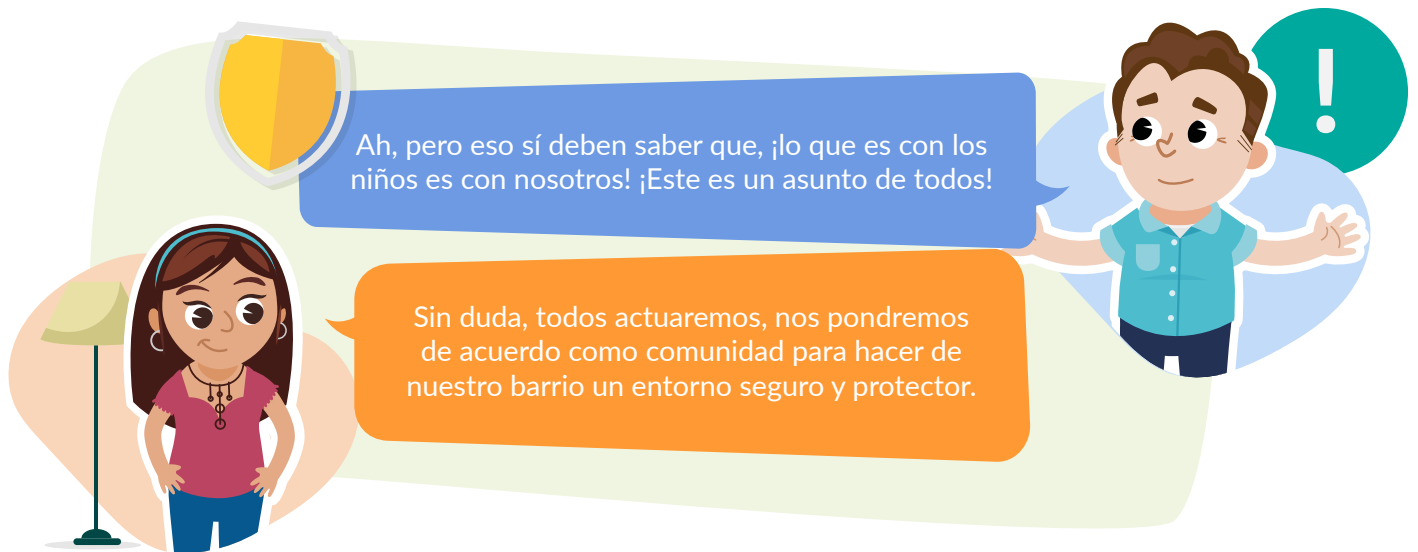 Ah, pero eso sí deben saber que, ¡lo que es con los
niños es con nosotros! ¡Este es un asunto de todos!
!
Sin duda, todos actuaremos, nos pondremos
de acuerdo como comunidad para hacer de
nuestro barrio un entorno seguro y protector.